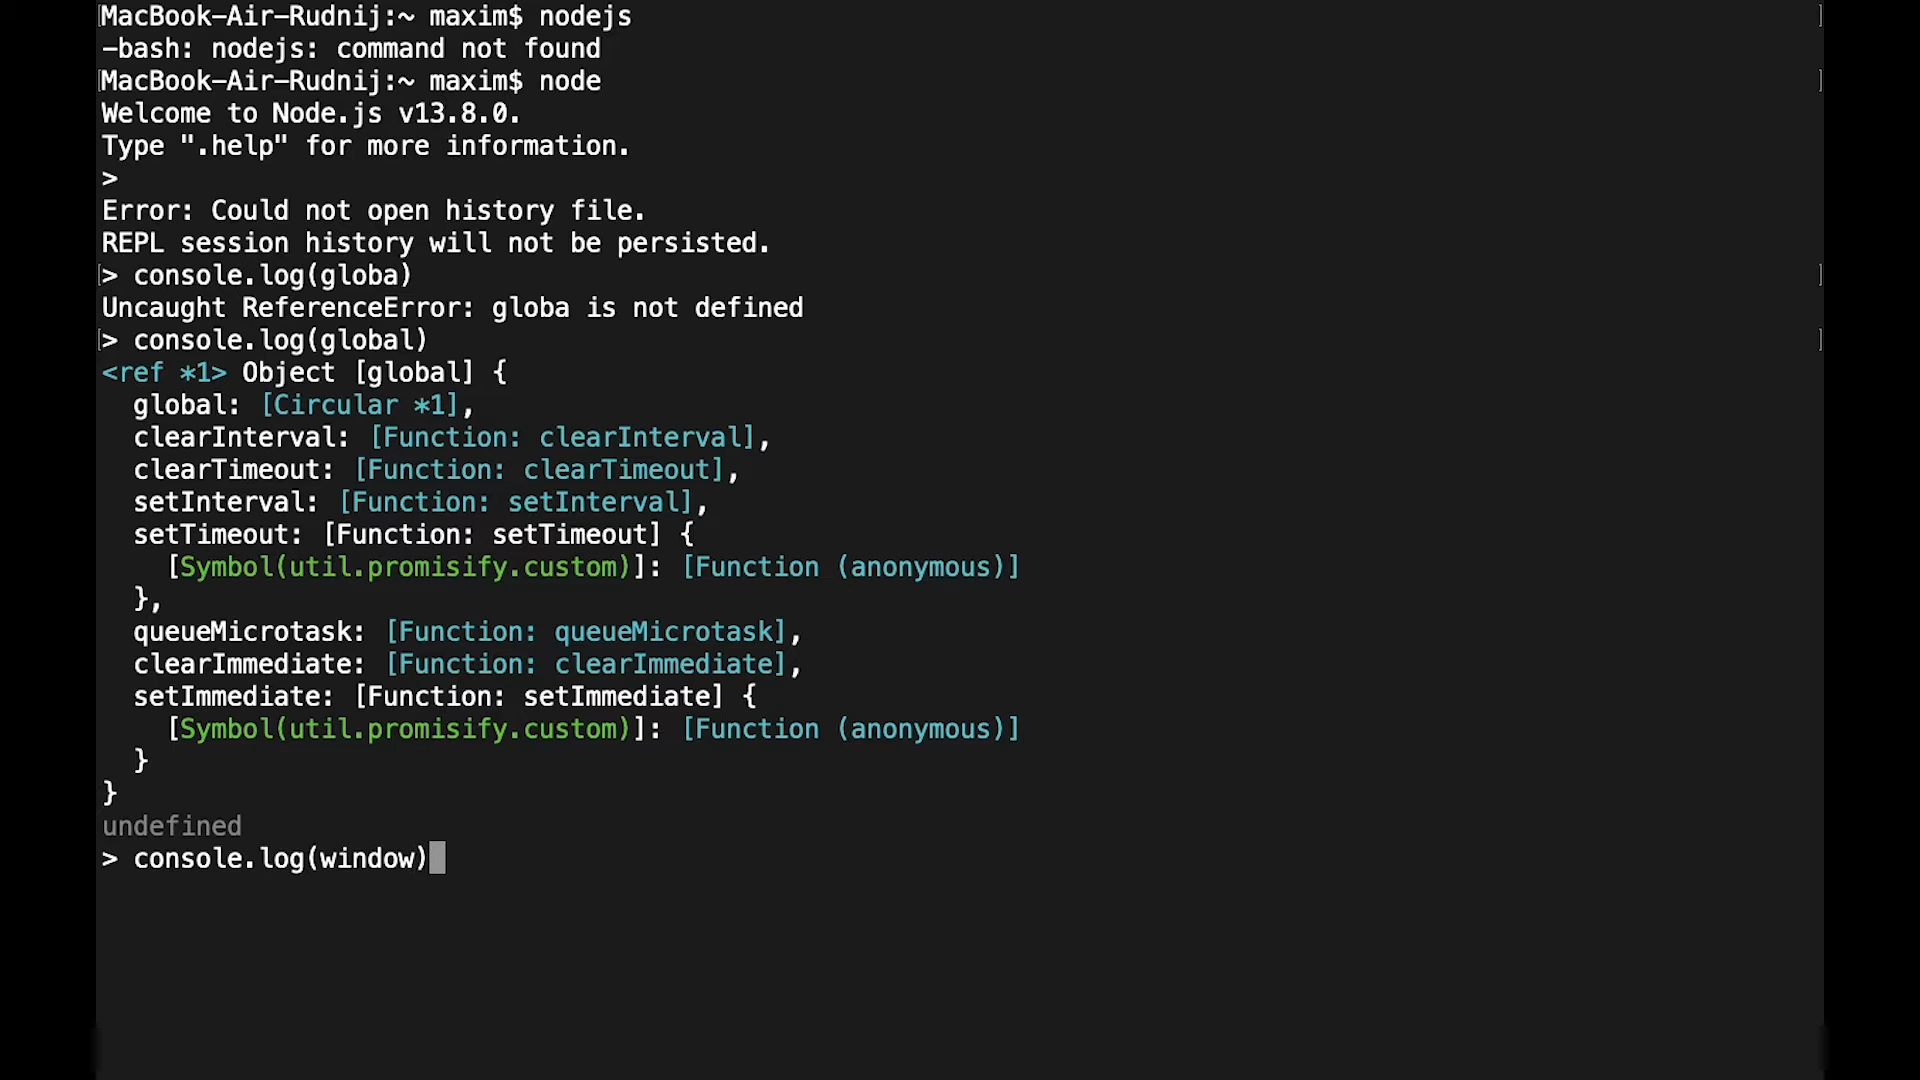 MacBook-Air-Rudnij:~ maxim$ nodejs
-bash: nodejs: command not found
MacBook-Air-Rudnij:~ maxim$ node
Welcome to Node.js v13.8.0.
Type ".help" for more information.
>
Error: Could not open history file.
REPL session history will not be persisted.
> console.log(globa)
Uncaught ReferenceError: globa is not defined
> console.log(global)
<ref *1> Object [global] {
  global: [Circular *1],
  clearInterval: [Function: clearInterval],
  clearTimeout: [Function: clearTimeout],
  setInterval: [Function: setInterval],
  setTimeout: [Function: setTimeout] {
    [Symbol(util.promisify.custom)]: [Function (anonymous)]
  },
  queueMicrotask: [Function: queueMicrotask],
  clearImmediate: [Function: clearImmediate],
  setImmediate: [Function: setImmediate] {
    [Symbol(util.promisify.custom)]: [Function (anonymous)]
  }
}
undefined
> console.log(window)